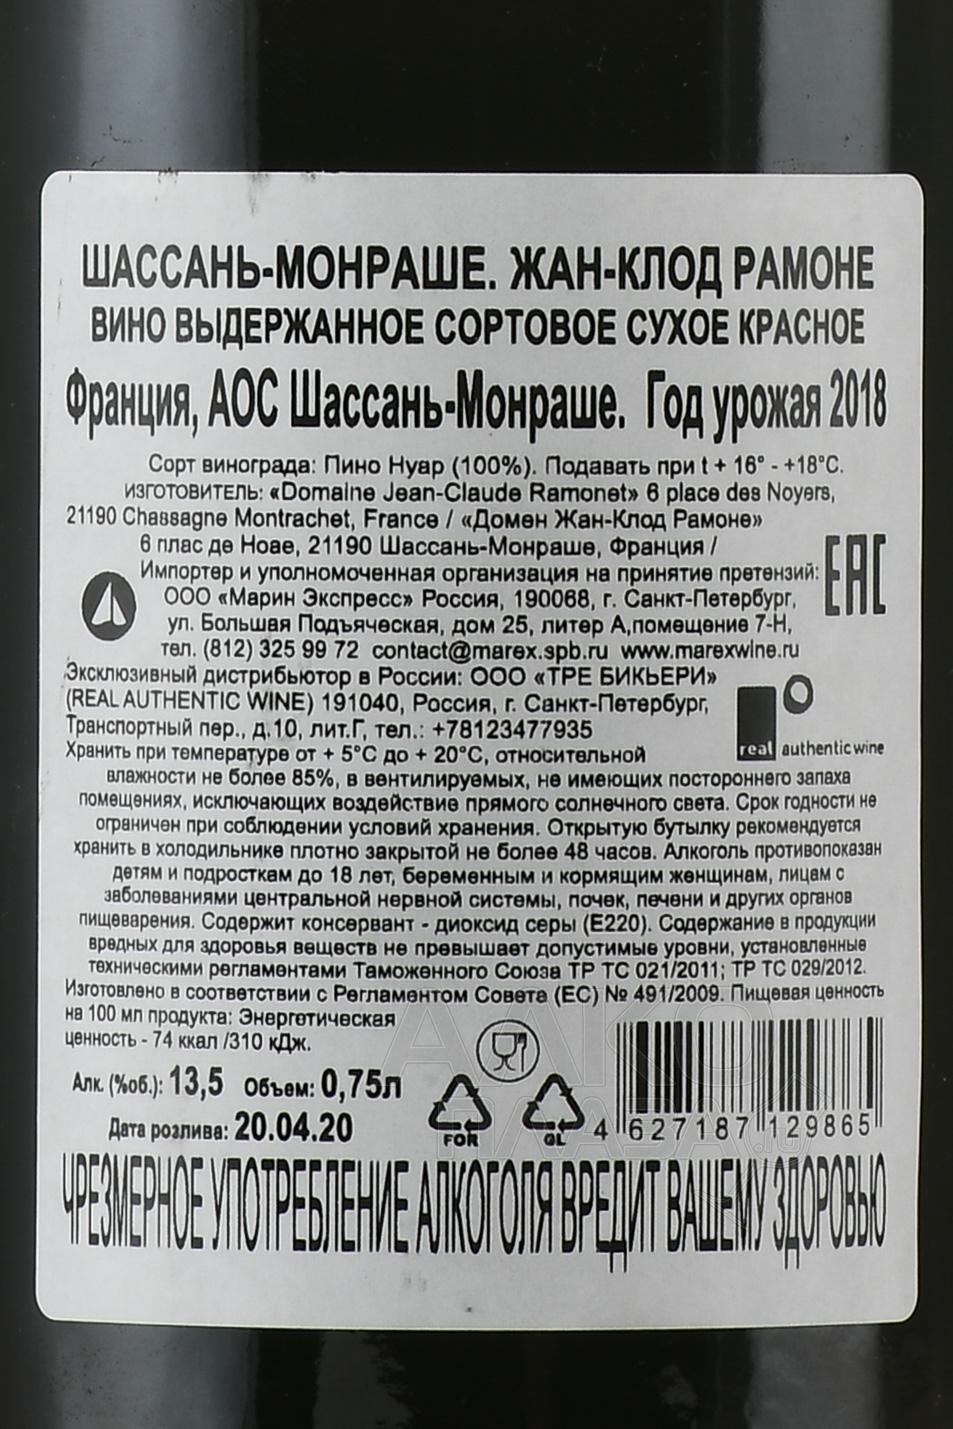 ШАССАНЬ-МОНРАШЕ. ЖАН-КЛОД РАМОНЕ
ВИНО ВЫДЕРЖАННОЕ СОРТОВОЕ СУХОЕ КРАСНОЕ
Франция, АОС Шассань-Монраше. Год урожая 2018
Сорт винограда: Пино Нуар (100%). Подавать при t + 16° - +18°C.
ИЗГОТОВИТЕЛЬ: «Domaine Jean-Claude Ramonet» 6 place des Noyers,
21190 Chassagne Montrachet, France / «Домен Жан-Клод Рамоне»
6 плас де Ноае, 21190 Шассань-Монраше, Франция /
Импортер и уполномоченная организация на принятие претензий:
ООО «Марин Экспресс» Россия, 190068, г. Санкт-Петербург,
ул. Большая Подъяческая, дом 25, литер А,помещение 7-Н,
тел. (812) 325 99 72 contact@marex.spb.ru www.marexwine.ru
ЕАС
Эксклюзивный дистрибьютор в России: ООО «ТРЕ БИКЬЕРИ»
(REAL AUTHENTIC WINE) 191040, Россия, г. Санкт-Петербург,
Транспортный пер., д.10, лит.Г, тел.: +78123477935
real authentic wine
Хранить при температуре от + 5°C до + 20°C, относительной
влажности не более 85%, в вентилируемых, не имеющих постороннего запаха
помещениях, исключающих воздействие прямого солнечного света. Срок годности не
ограничен при соблюдении условий хранения. Открытую бутылку рекомендуется
хранить в холодильнике плотно закрытой не более 48 часов. Алкоголь противопоказан
детям и подросткам до 18 лет, беременным и кормящим женщинам, лицам с
заболеваниями центральной нервной системы, почек, печени и других органов
пищеварения. Содержит консервант - диоксид серы (Е220). Содержание в продукции
вредных для здоровья веществ не превышает допустимые уровни, установленные
техническими регламентами Таможенного Союза ТР ТС 021/2011; ТР ТС 029/2012.
Изготовлено в соответствии с Регламентом Совета (ЕС) № 491/2009. Пищевая ценность
на 100 мл продукта: Энергетическая
ценность - 74 ккал /310 кДж.
Алк. (%об.): 13,5 Объем: 0,75л
Дата розлива: 20.04.20
FOR GL
4 627187 129865
АЛКО
ПЛАЗА.ru
ЧРЕЗМЕРНОЕ УПОТРЕБЛЕНИЕ АЛКОГОЛЯ ВРЕДИТ ВАШЕМУ ЗДОРОВЬЮ